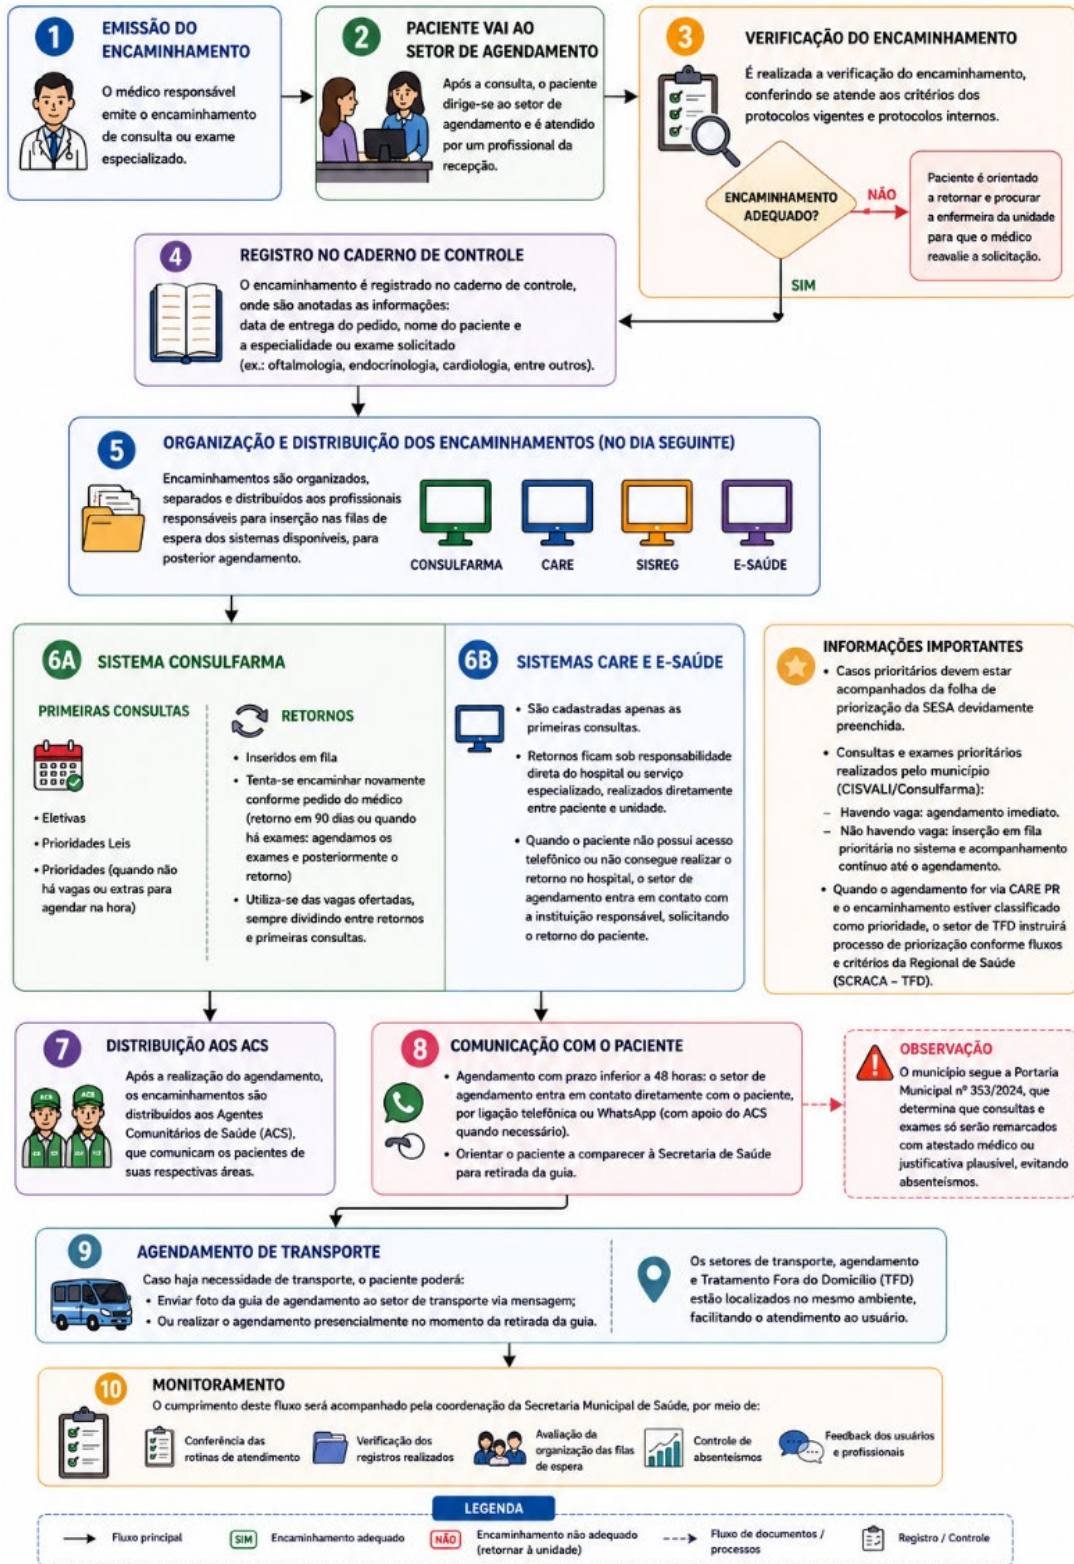 1
EMISSÃO DO
ENCAMINHAMENTO
O médico responsável
emite o encaminhamento
de consulta ou exame
especializado.
2
PACIENTE VAI AO
SETOR DE AGENDAMENTO
Após a consulta, o paciente
dirige-se ao setor de
agendamento e é atendido
por um profissional da
recepção.
3
VERIFICAÇÃO DO ENCAMINHAMENTO
É realizada a verificação do encaminhamento,
conferindo se atende aos critérios dos
protocolos vigentes e protocolos internos.
ENCAMINHAMENTO
ADEQUADO?
NÃO
Paciente é orientado
a retornar e procurar
a enfermeira da unidade
para que o médico
reavalie a solicitação.
SIM
4
REGISTRO NO CADERNO DE CONTROLE
O encaminhamento é registrado no caderno de controle,
onde são anotadas as informações:
data de entrega do pedido, nome do paciente e
a especialidade ou exame solicitado
(ex.: oftalmologia, endocrinologia, cardiologia, entre outros).
5
ORGANIZAÇÃO E DISTRIBUIÇÃO DOS ENCAMINHAMENTOS (NO DIA SEGUINTE)
Encaminhamentos são organizados,
separados e distribuídos aos profissionais
responsáveis para inserção nas filas de
espera dos sistemas disponíveis, para
posterior agendamento.
CONSULFARMA
CARE
SISREG
E-SAÚDE
6A
SISTEMA CONSULFARMA
PRIMEIRAS CONSULTAS
• Eletivas
• Prioridades Leis
• Prioridades (quando não
há vagas ou extras para
agendar na hora)
RETORNOS
• Inseridos em fila
• Tenta-se encaminhar novamente
conforme pedido do médico
(retorno em 90 dias ou quando
há exames: agendamos os
exames e posteriormente o
retorno)
• Utiliza-se das vagas ofertadas,
sempre dividindo entre retornos
e primeiras consultas.
6B
SISTEMAS CARE E E-SAÚDE
• São cadastradas apenas as
primeiras consultas.
• Retornos ficam sob responsabilidade
direta do hospital ou serviço
especializado, realizados diretamente
entre paciente e unidade.
• Quando o paciente não possui acesso
telefônico ou não consegue realizar o
retorno no hospital, o setor de
agendamento entra em contato com
a instituição responsável, solicitando
o retorno do paciente.
INFORMAÇÕES IMPORTANTES
• Casos prioritários devem estar
acompanhados da folha de
priorização da SESA devidamente
preenchida.
• Consultas e exames prioritários
realizados pelo município
(CISVALI/Consulfarma):
– Havendo vaga: agendamento imediato.
– Não havendo vaga: inserção em fila
prioritária no sistema e acompanhamento
contínuo até o agendamento.
• Quando o agendamento for via CARE PR
e o encaminhamento estiver classificado
como prioridade, o setor de TFD instruirá
processo de priorização conforme fluxos
e critérios da Regional de Saúde
(SCRACA – TFD).
7
DISTRIBUIÇÃO AOS ACS
ACS
ACS
Após a realização do agendamento,
os encaminhamentos são
distribuídos aos Agentes
Comunitários de Saúde (ACS),
que comunicam os pacientes de
suas respectivas áreas.
8
COMUNICAÇÃO COM O PACIENTE
• Agendamento com prazo inferior a 48 horas: o setor de
agendamento entra em contato diretamente com o paciente,
por ligação telefônica ou WhatsApp (com apoio do ACS
quando necessário).
• Orientar o paciente a comparecer à Secretaria de Saúde
para retirada da guia.
OBSERVAÇÃO
O município segue a Portaria
Municipal nº 353/2024, que
determina que consultas e
exames só serão remarcados
com atestado médico ou
justificativa plausível, evitando
absenteísmos.
9
AGENDAMENTO DE TRANSPORTE
Caso haja necessidade de transporte, o paciente poderá:
• Enviar foto da guia de agendamento ao setor de transporte via mensagem;
• Ou realizar o agendamento presencialmente no momento da retirada da guia.
Os setores de transporte, agendamento
e Tratamento Fora do Domicílio (TFD)
estão localizados no mesmo ambiente,
facilitando o atendimento ao usuário.
10
MONITORAMENTO
O cumprimento deste fluxo será acompanhado pela coordenação da Secretaria Municipal de Saúde, por meio de:
Conferência das
rotinas de atendimento
Verificação dos
registros realizados
Avaliação da
organização das filas
de espera
Controle de
absenteísmos
Feedback dos usuários
e profissionais
LEGENDA
Fluxo principal
SIM
Encaminhamento adequado
NÃO
Encaminhamento não adequado
(retornar à unidade)
Fluxo de documentos /
processos
Registro / Controle